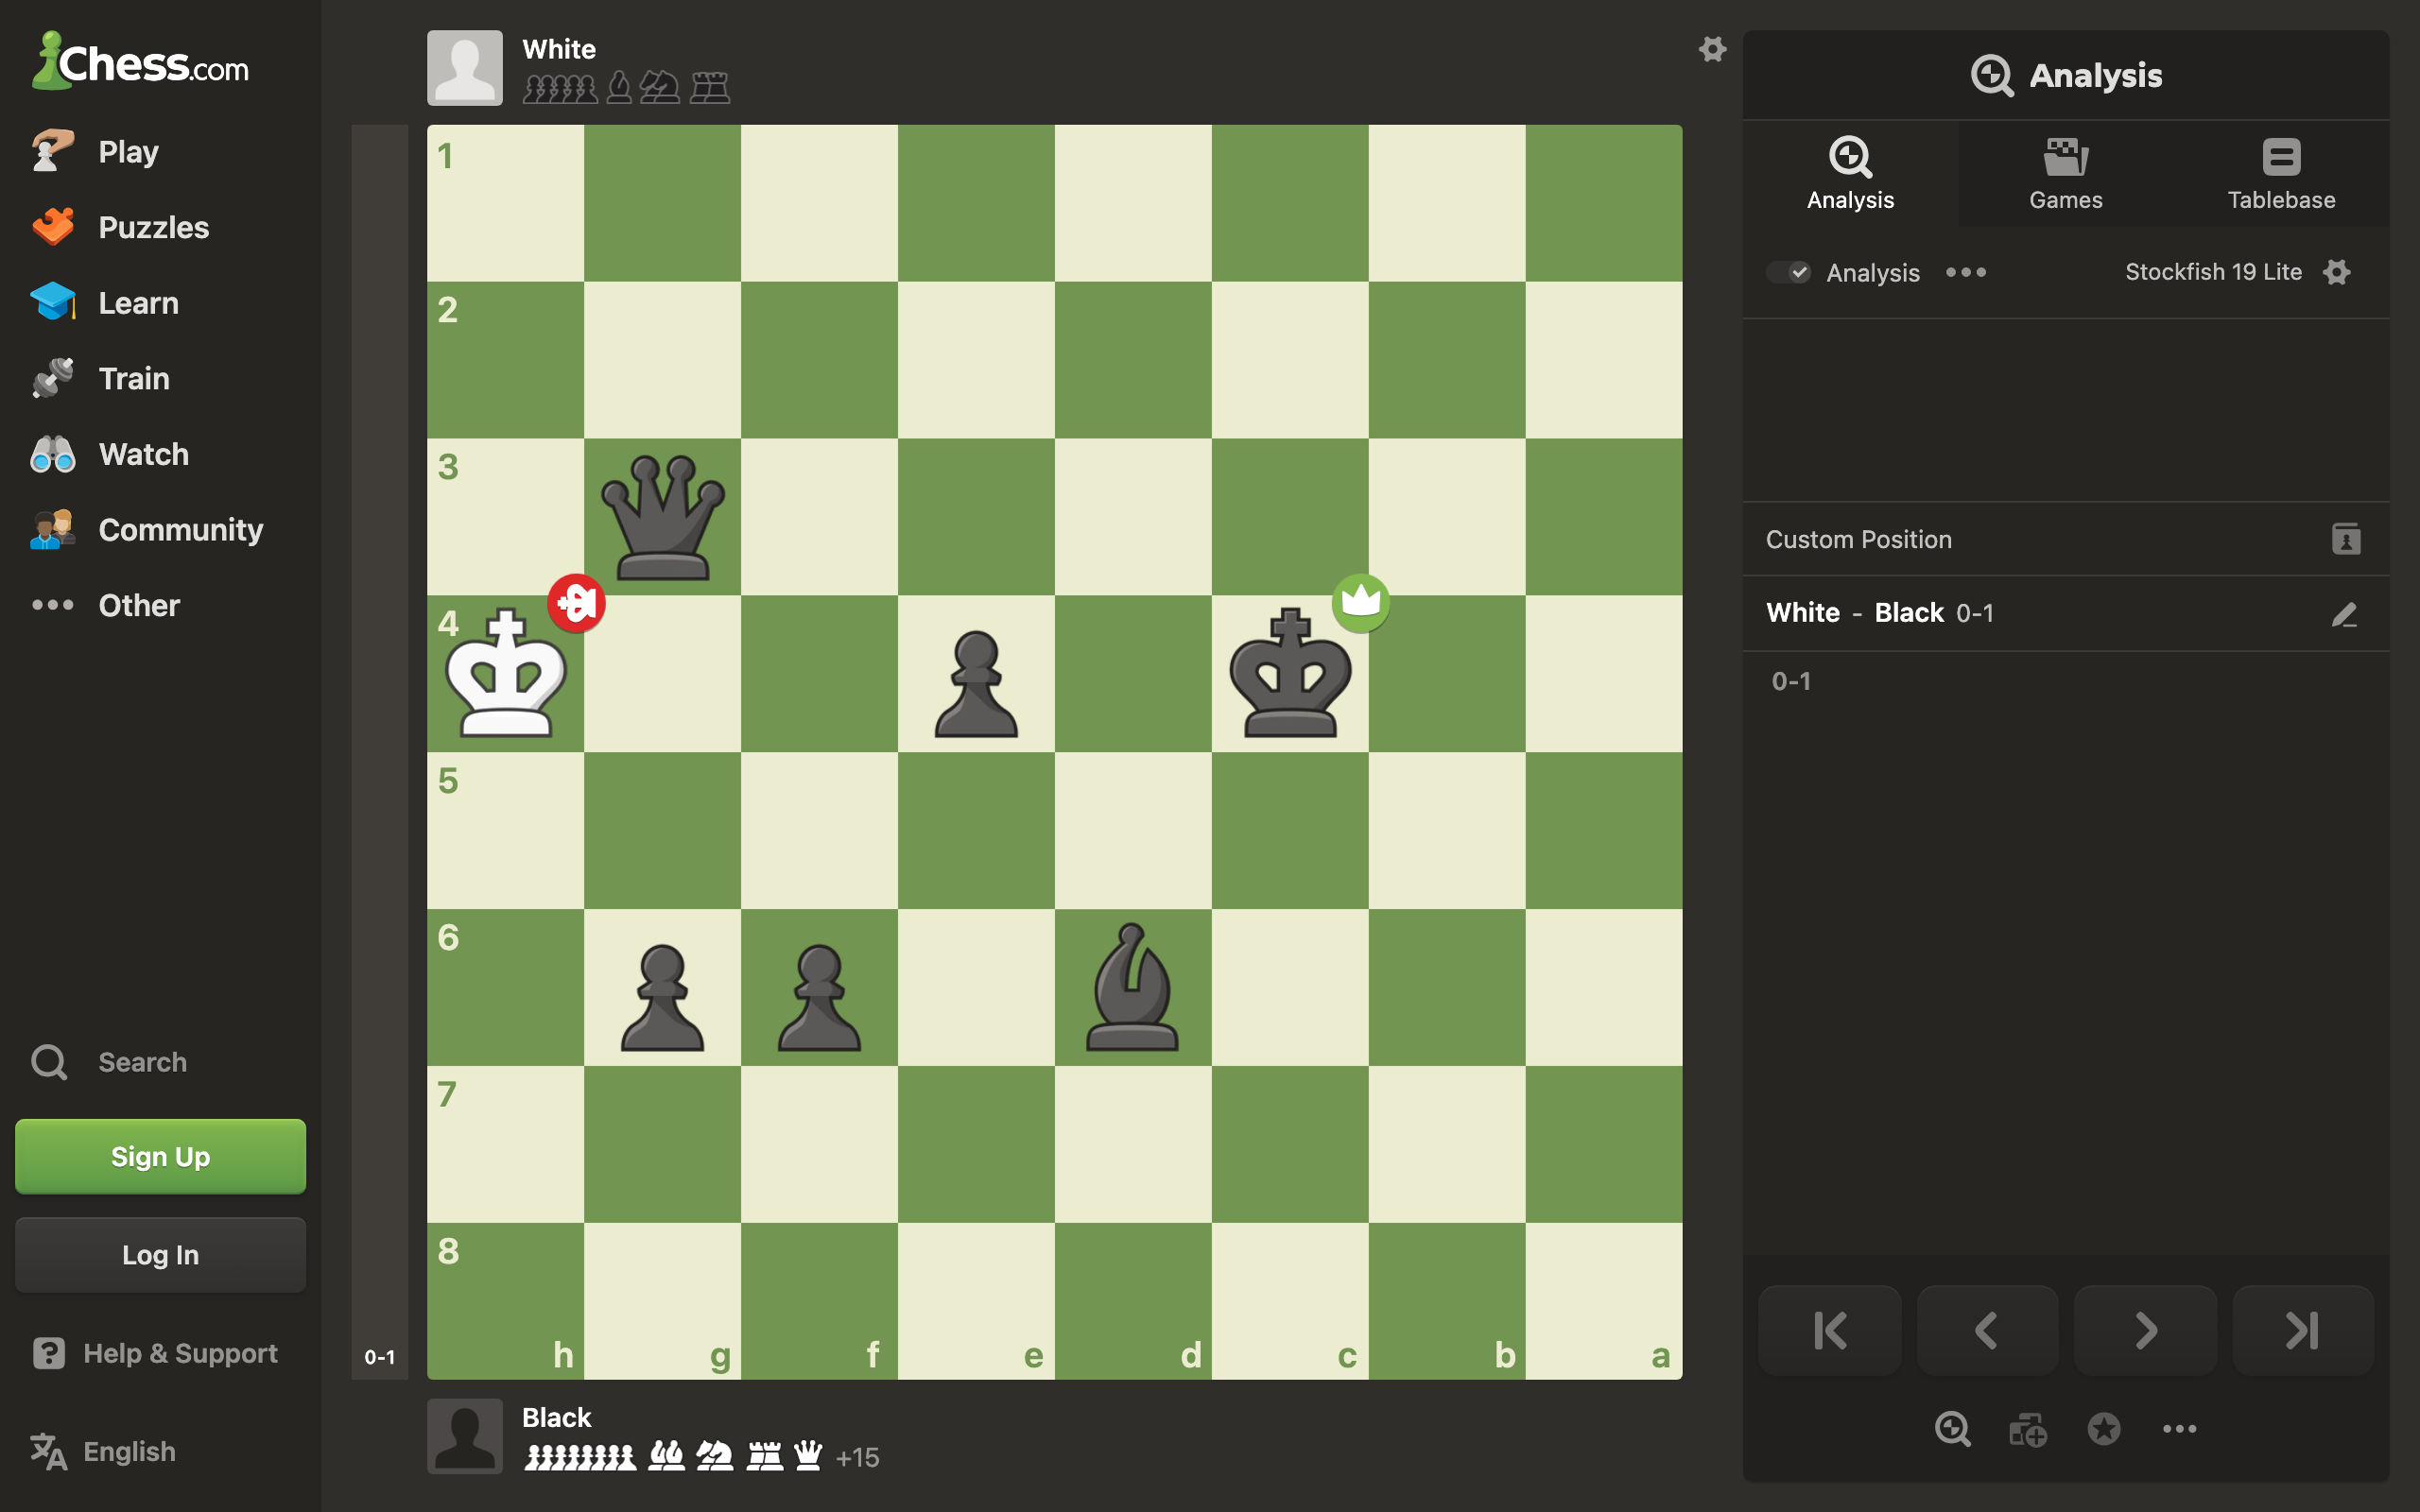 Chess.com
Play
Puzzles
Learn
Train
Watch
Community
Other
Search
Sign Up
Log In
Help & Support
English
White
1
2
3
4
5
6
7
8
h g f e d c b a
0-1
Black
+15
Analysis
Analysis Games Tablebase
Analysis Stockfish 19 Lite
Custom Position
White - Black 0-1
0-1